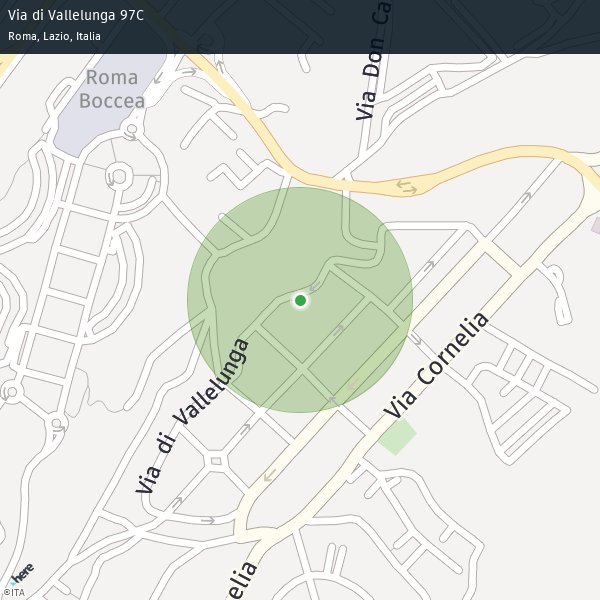 Via di Vallelunga 97C
Roma, Lazio, Italia
Roma
Boccea
Via Don Ca
Via Cornelia
Via di Vallelunga
elia
here
©ITA